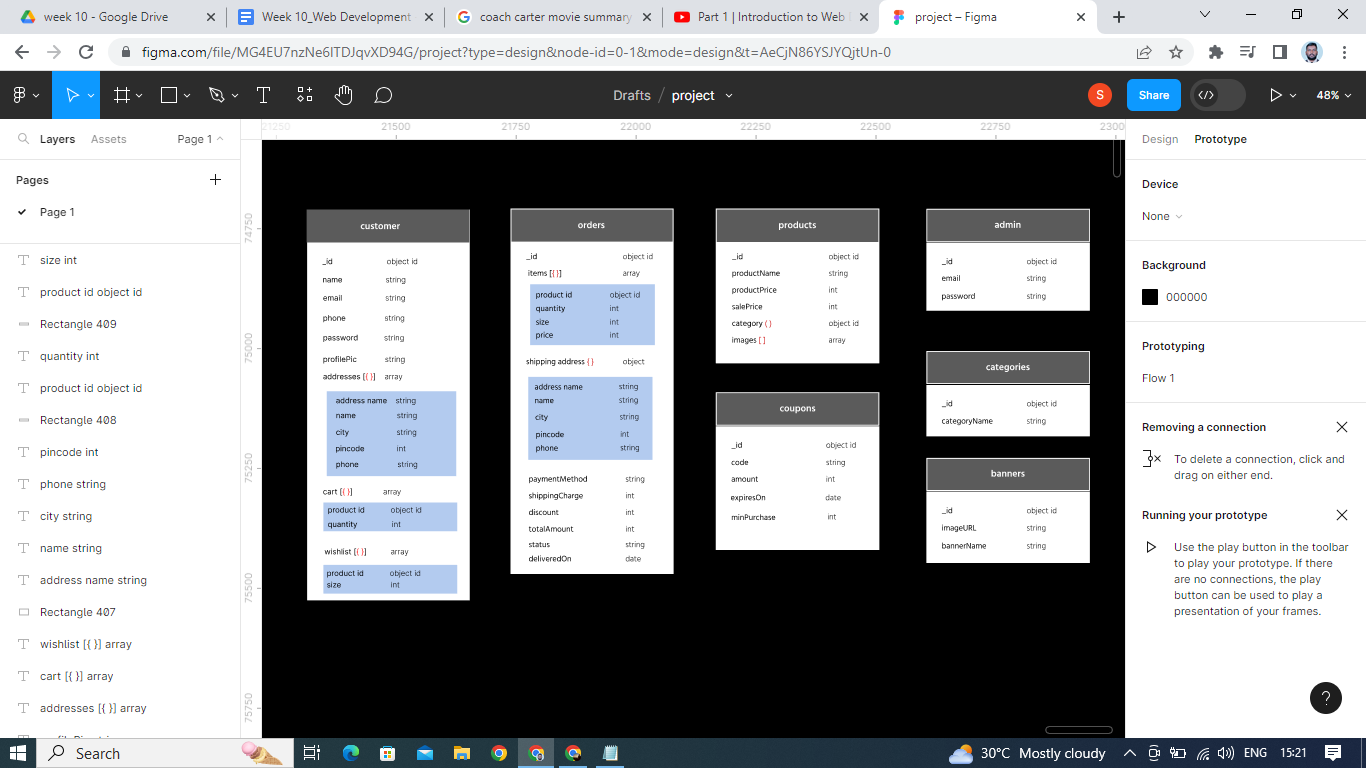 week 10 - Google Drive
Week 10_Web Development
coach carter movie summary
Part 1 | Introduction to Web
project – Figma
figma.com/file/MG4EU7nzNe6ITDJqvXD94G/project?type=design&node-id=0-1&mode=design&t=AeCjN86YSJYQjtUn-0
Drafts / project
S
Share
48%
Layers
Assets
Page 1
Pages
Page 1
size int
product id object id
Rectangle 409
quantity int
product id object id
Rectangle 408
pincode int
phone string
city string
name string
address name string
Rectangle 407
wishlist [{ }] array
cart [{ }] array
addresses [{ }] array
21250 21500 21750 22000 22250 22500 22750 23000
74750
75000
75250
75500
75750
customer
_id object id
name string
email string
phone string
password string
profilePic string
addresses [{ }] array
address name string
name string
city string
pincode int
phone string
cart [{ }] array
product id object id
quantity int
wishlist [{ }] array
product id object id
size int
orders
_id object id
items [{ }] array
product id object id
quantity int
size int
price int
shipping address { } object
address name string
name string
city string
pincode int
phone string
paymentMethod string
shippingCharge int
discount int
totalAmount int
status string
deliveredOn date
products
_id object id
productName string
productPrice int
salePrice int
category { } object id
images [ ] array
coupons
_id object id
code string
amount int
expiresOn date
minPurchase int
admin
_id object id
email string
password string
categories
_id object id
categoryName string
banners
_id object id
imageURL string
bannerName string
Design
Prototype
Device
None
Background
000000
Prototyping
Flow 1
Removing a connection
To delete a connection, click and
drag on either end.
Running your prototype
Use the play button in the toolbar
to play your prototype. If there
are no connections, the play
button can be used to play a
presentation of your frames.
?
Search
30°C Mostly cloudy
ENG
15:21